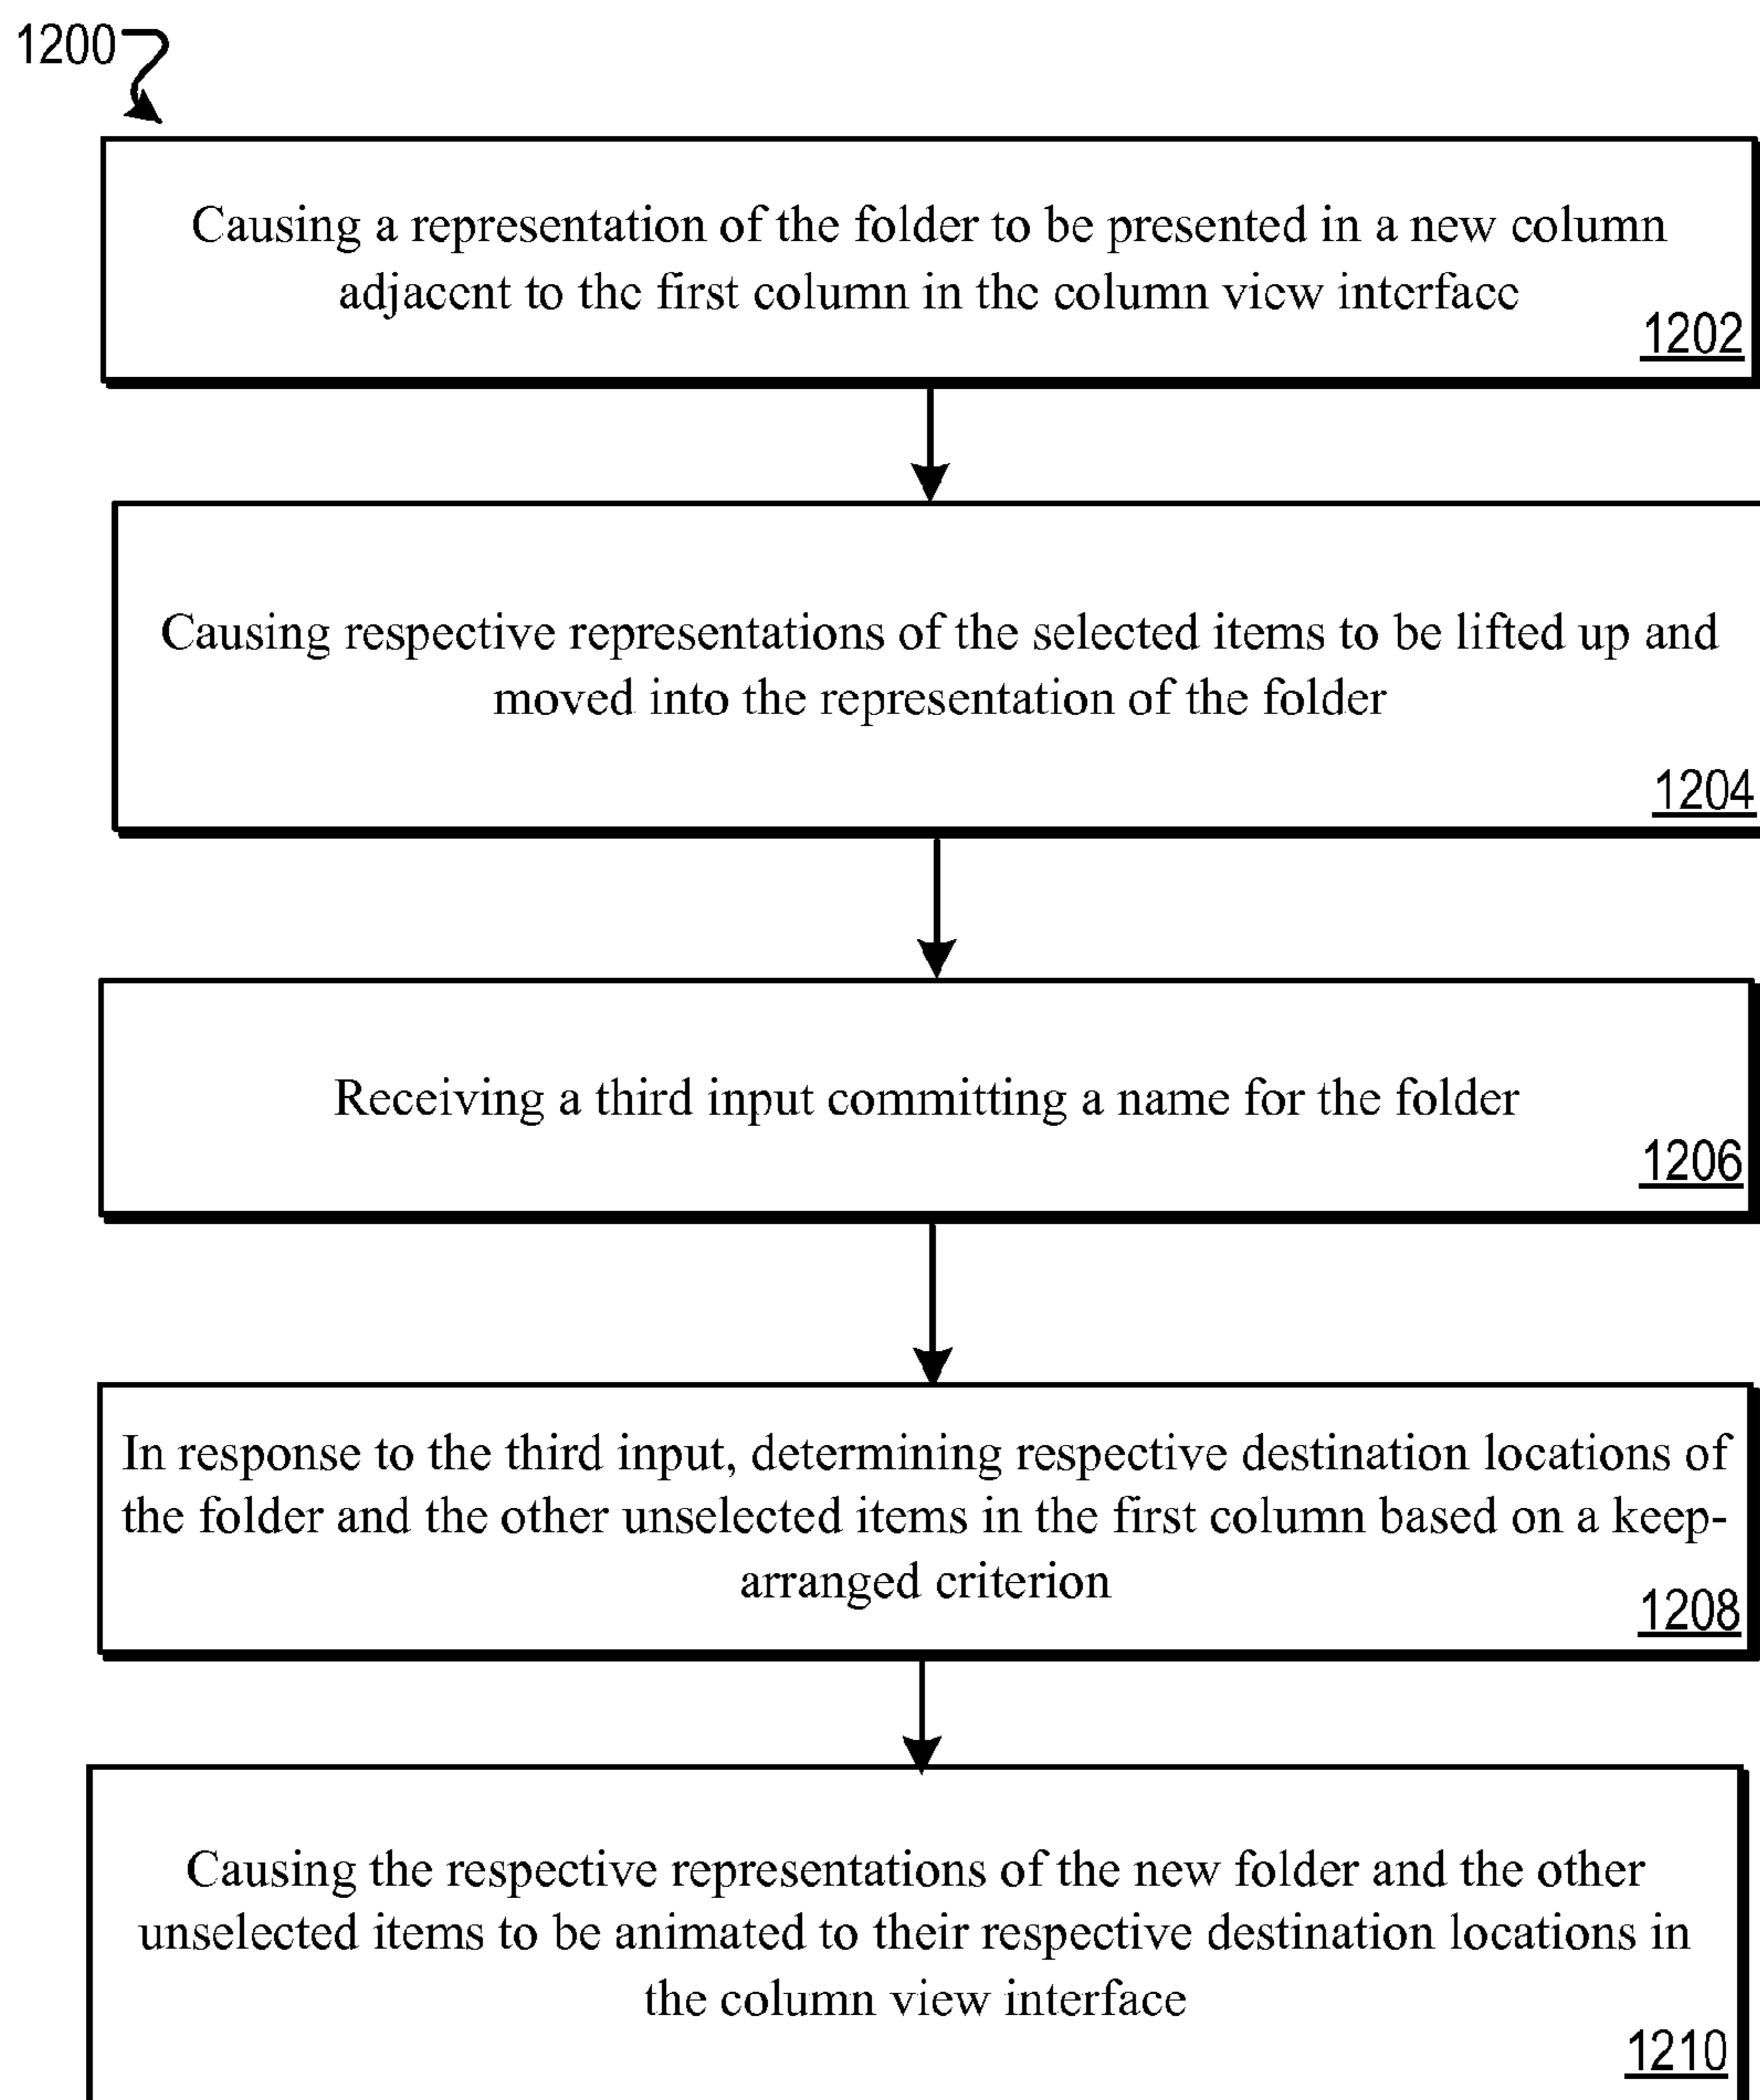 1200
Causing a representation of the folder to be presented in a new column
adjacent to the first column in the column view interface
1202
Causing respective representations of the selected items to be lifted up and
moved into the representation of the folder
1204
Receiving a third input committing a name for the folder
1206
In response to the third input, determining respective destination locations of
the folder and the other unselected items in the first column based on a keep-
arranged criterion
1208
Causing the respective representations of the new folder and the other
unselected items to be animated to their respective destination locations in
the column view interface
1210